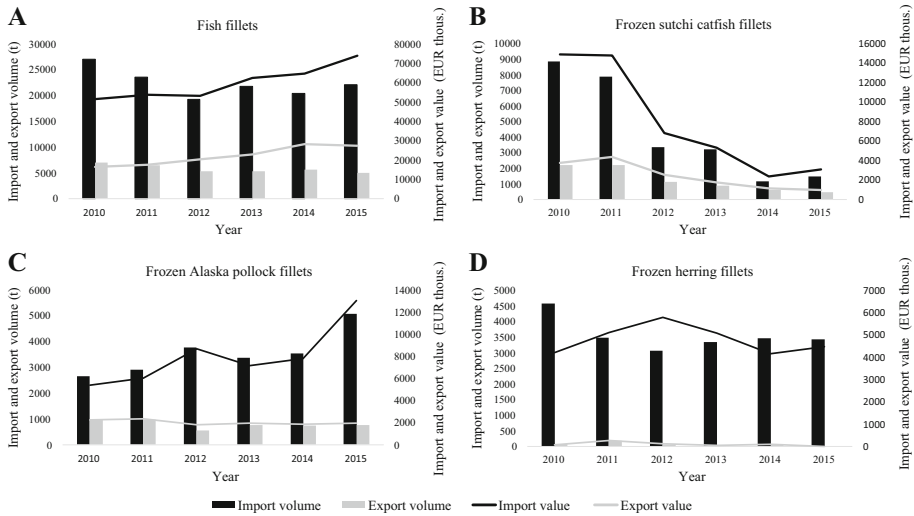 A
Fish fillets
Import and export volume (t)
30000
25000
20000
15000
10000
5000
0
80000
70000
60000
50000
40000
30000
20000
10000
0
Import and export value (EUR thous.)
2010 2011 2012 2013 2014 2015
Year
B
Frozen sutchi catfish fillets
Import and export volume (t)
10000
9000
8000
7000
6000
5000
4000
3000
2000
1000
0
16000
14000
12000
10000
8000
6000
4000
2000
0
Import and export value (EUR thous.)
2010 2011 2012 2013 2014 2015
Year
C
Frozen Alaska pollock fillets
Import and export volume (t)
6000
5000
4000
3000
2000
1000
0
14000
12000
10000
8000
6000
4000
2000
0
Import and export value (EUR thous.)
2010 2011 2012 2013 2014 2015
Year
D
Frozen herring fillets
Import and export volume (t)
5000
4500
4000
3500
3000
2500
2000
1500
1000
500
0
7000
6000
5000
4000
3000
2000
1000
0
Import and export value (EUR thous.)
2010 2011 2012 2013 2014 2015
Year
Import volume Export volume Import value Export value